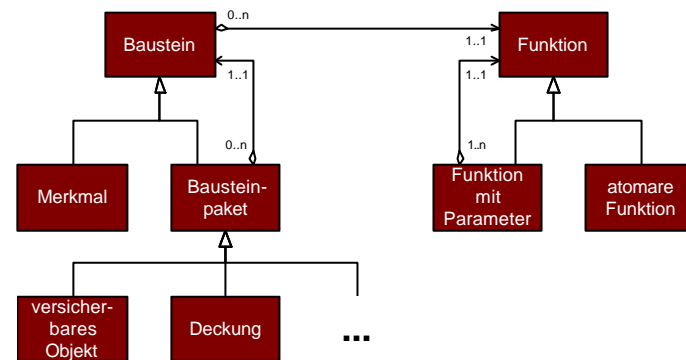 0..n
Baustein
1..1
Funktion
1..1
1..1
0..n
1..n
Merkmal
Baustein-
paket
Funktion
mit
Parameter
atomare
Funktion
versicher-
bares
Objekt
Deckung
...